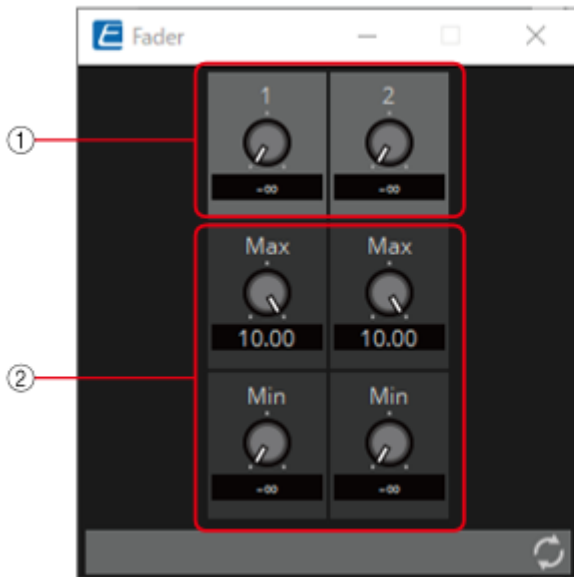 E Fader
① 1 2
-∞ -∞
Max Max
10.00 10.00
② Min Min
-∞ -∞